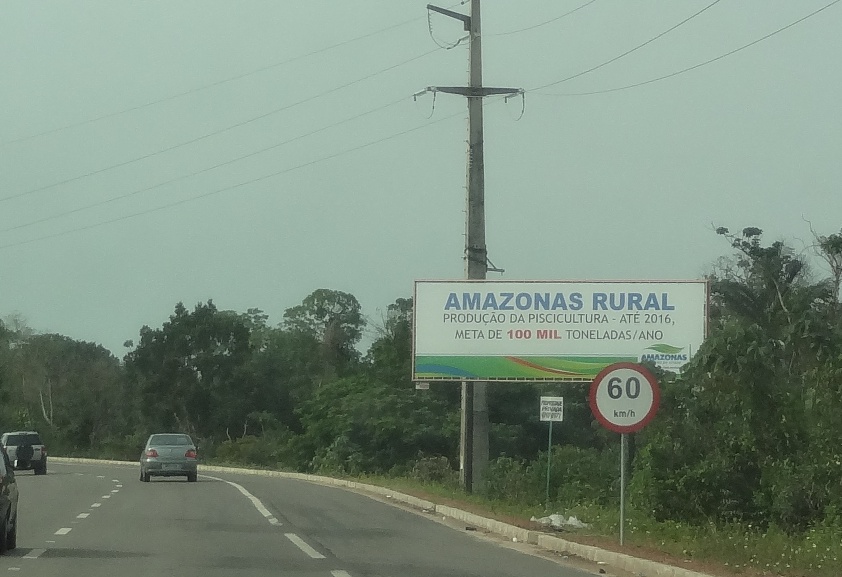 AMAZONAS RURAL
PRODUÇÃO DA PISCICULTURA - ATÉ 2016,
META DE 100 MIL TONELADAS/ANO
AMAZONAS
60
km/h